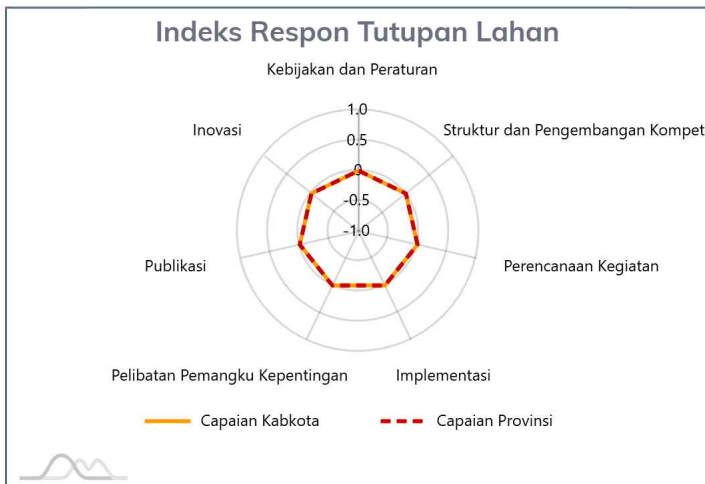 Indeks Respon Tutupan Lahan
Kebijakan dan Peraturan
1.0
Inovasi
Struktur dan Pengembangan Kompet
0.5
0
-0.5
-1.0
Publikasi
Perencanaan Kegiatan
Pelibatan Pemangku Kepentingan
Implementasi
Capaian Kabkota
Capaian Provinsi